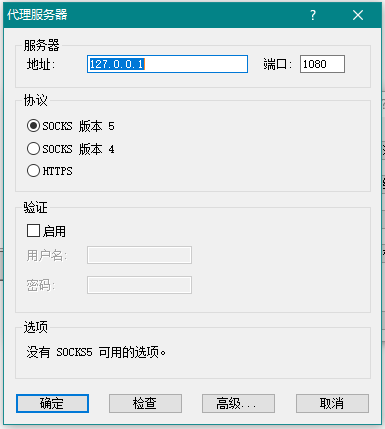 代理服务器
服务器
地址: 127.0.0.1 端口: 1080
协议
SOCKS 版本 5
SOCKS 版本 4
HTTPS
验证
启用
用户名:
密码:
选项
没有 SOCKS5 可用的选项。
确定 检查 高级... 取消